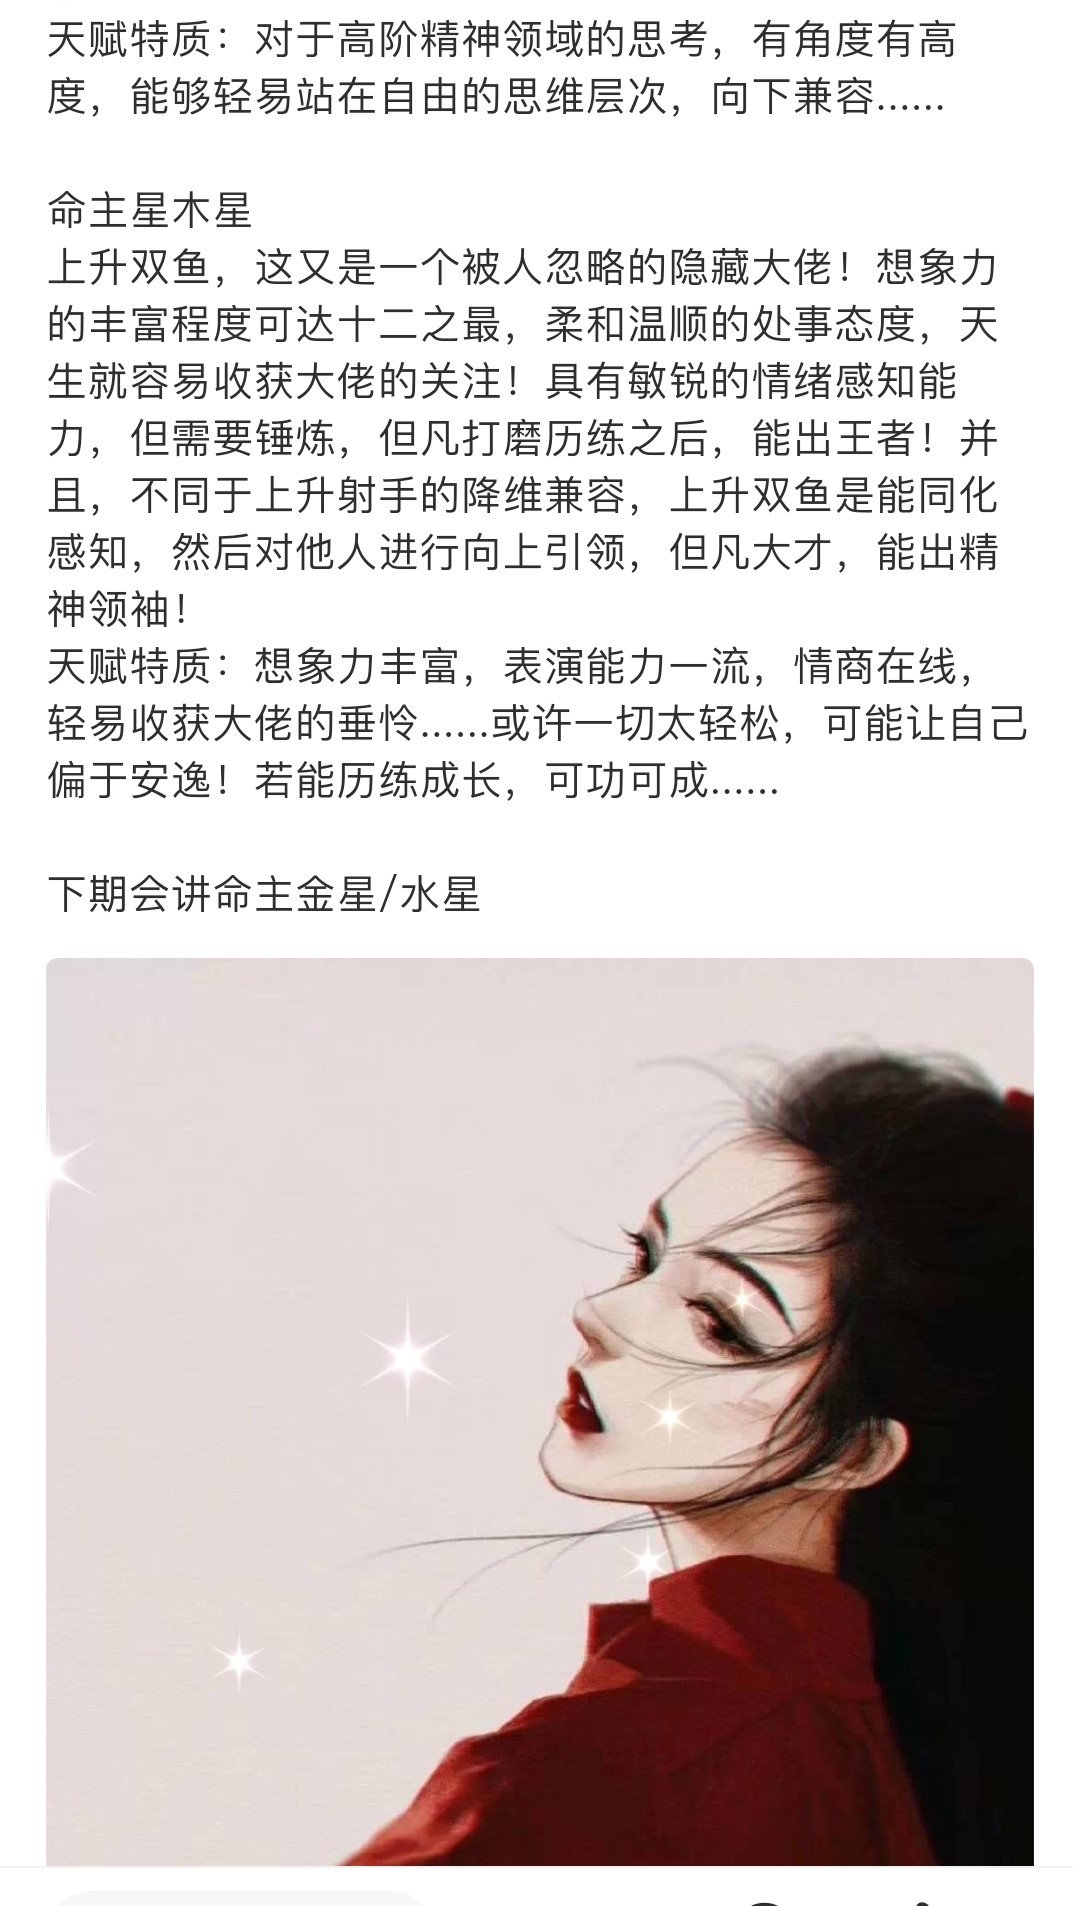 天赋特质：对于高阶精神领域的思考，有角度有高
度，能够轻易站在自由的思维层次，向下兼容......
命主星木星
上升双鱼，这又是一个被人忽略的隐藏大佬！想象力
的丰富程度可达十二之最，柔和温顺的处事态度，天
生就容易收获大佬的关注！具有敏锐的情绪感知能
力，但需要锤炼，但凡打磨历练之后，能出王者！并
且，不同于上升射手的降维兼容，上升双鱼是能同化
感知，然后对他人进行向上引领，但凡大才，能出精
神领袖！
天赋特质：想象力丰富，表演能力一流，情商在线，
轻易收获大佬的垂怜......或许一切太轻松，可能让自己
偏于安逸！若能历练成长，可功可成......
下期会讲命主金星/水星